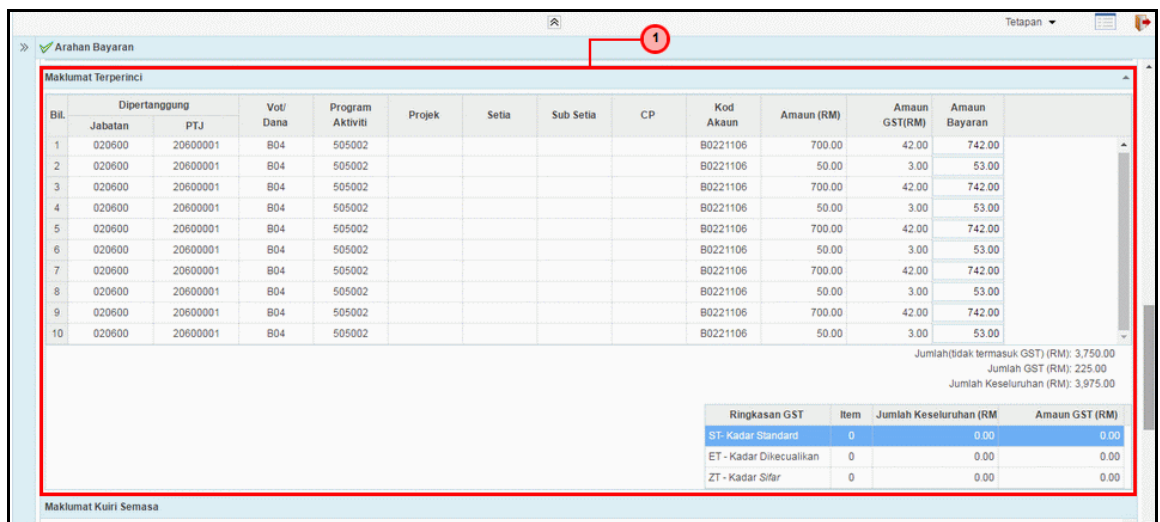 Tetapan
1
Arahan Bayaran
Maklumat Terperinci
Bil. Dipertanggung Vot/ Dana Program Aktiviti Projek Setia Sub Setia CP Kod Akaun Amaun (RM) Amaun GST(RM) Amaun Bayaran
Jabatan PTJ
1 020600 20600001 B04 505002 B0221106 700.00 42.00 742.00
2 020600 20600001 B04 505002 B0221106 50.00 3.00 53.00
3 020600 20600001 B04 505002 B0221106 700.00 42.00 742.00
4 020600 20600001 B04 505002 B0221106 50.00 3.00 53.00
5 020600 20600001 B04 505002 B0221106 700.00 42.00 742.00
6 020600 20600001 B04 505002 B0221106 50.00 3.00 53.00
7 020600 20600001 B04 505002 B0221106 700.00 42.00 742.00
8 020600 20600001 B04 505002 B0221106 50.00 3.00 53.00
9 020600 20600001 B04 505002 B0221106 700.00 42.00 742.00
10 020600 20600001 B04 505002 B0221106 50.00 3.00 53.00
Jumlah(tidak termasuk GST) (RM): 3,750.00
Jumlah GST (RM): 225.00
Jumlah Keseluruhan (RM): 3,975.00
Ringkasan GST Item Jumlah Keseluruhan (RM Amaun GST (RM)
ST- Kadar Standard 0 0.00 0.00
ET - Kadar Dikecualikan 0 0.00 0.00
ZT - Kadar Sifar 0 0.00 0.00
Maklumat Kuiri Semasa